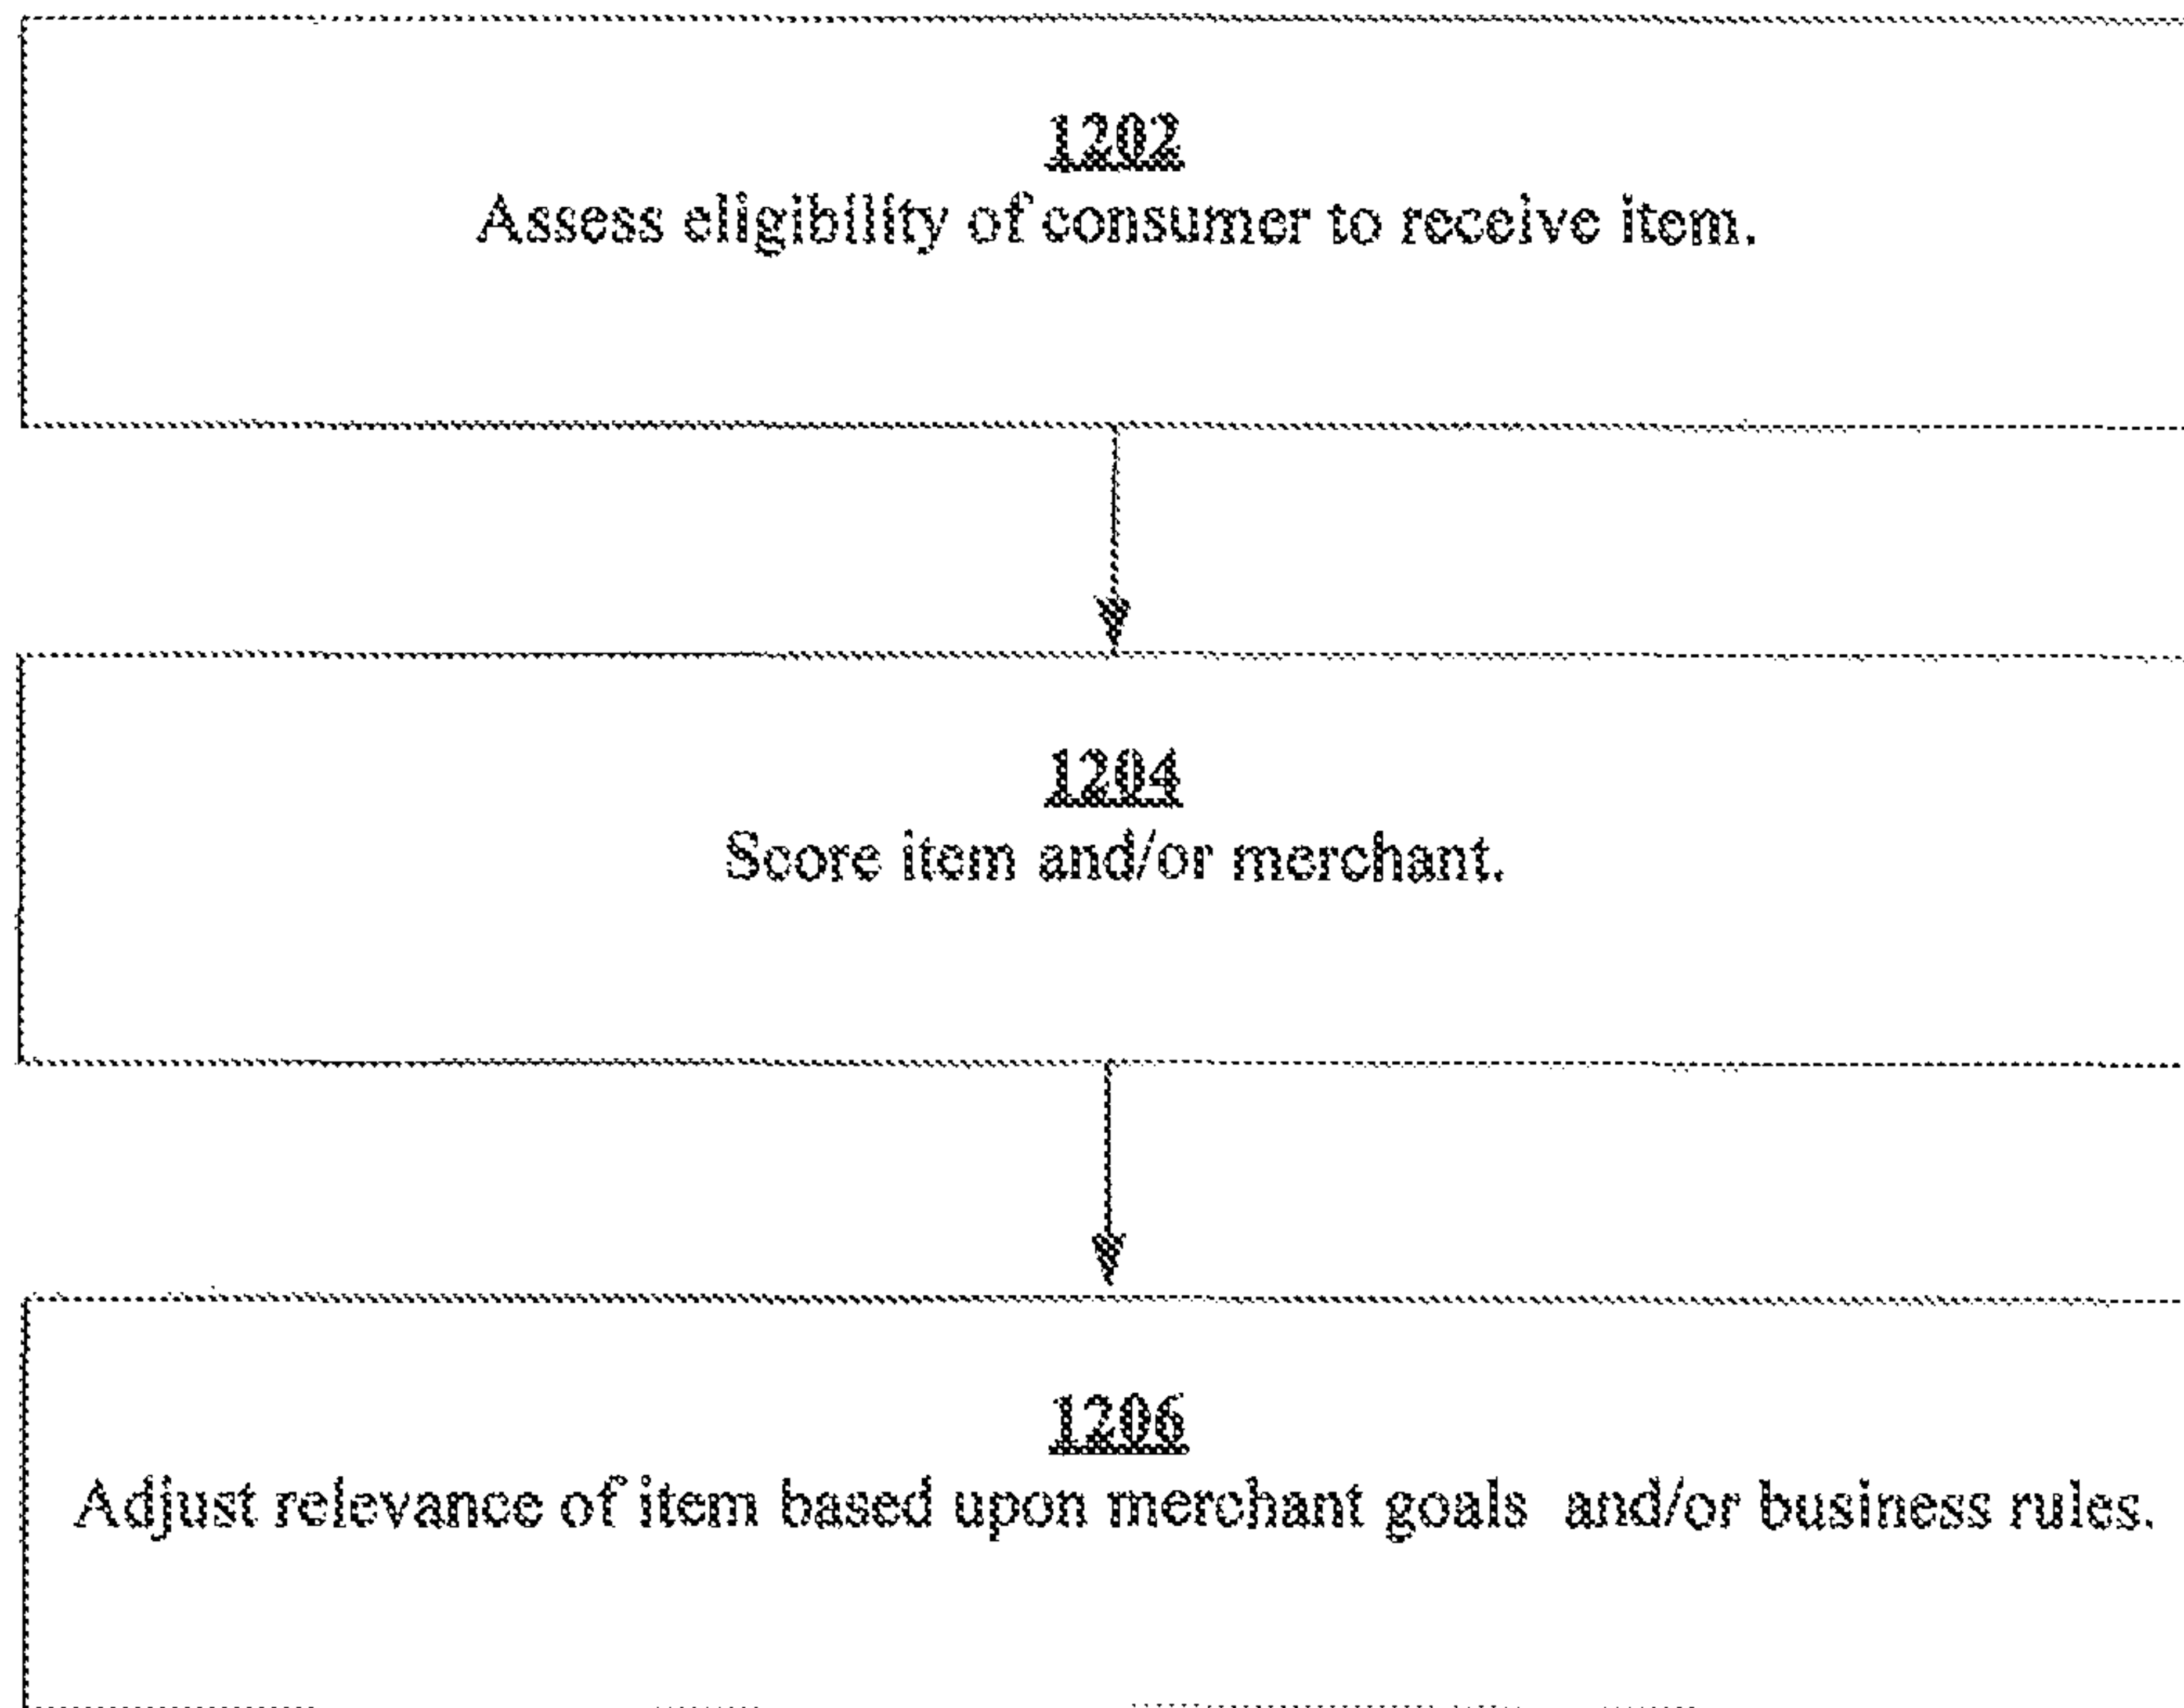 1202
Assess eligibility of consumer to receive item.
1204
Score item and/or merchant.
1206
Adjust relevance of item based upon merchant goals and/or business rules.